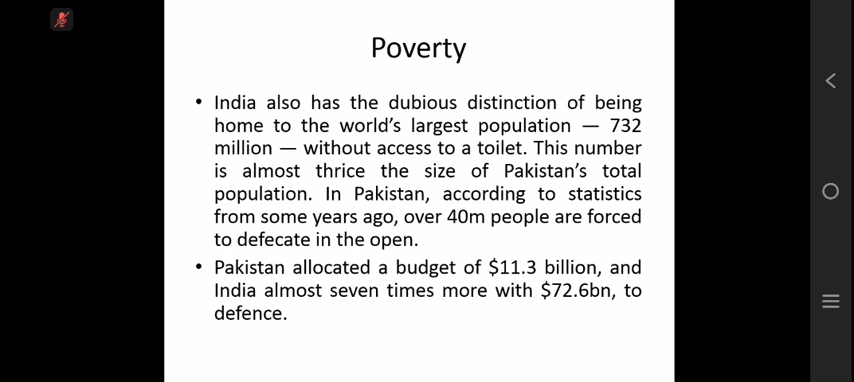 Poverty
• India also has the dubious distinction of being
home to the world's largest population — 732
million — without access to a toilet. This number
is almost thrice the size of Pakistan's total
population. In Pakistan, according to statistics
from some years ago, over 40m people are forced
to defecate in the open.
• Pakistan allocated a budget of $11.3 billion, and
India almost seven times more with $72.6bn, to
defence.